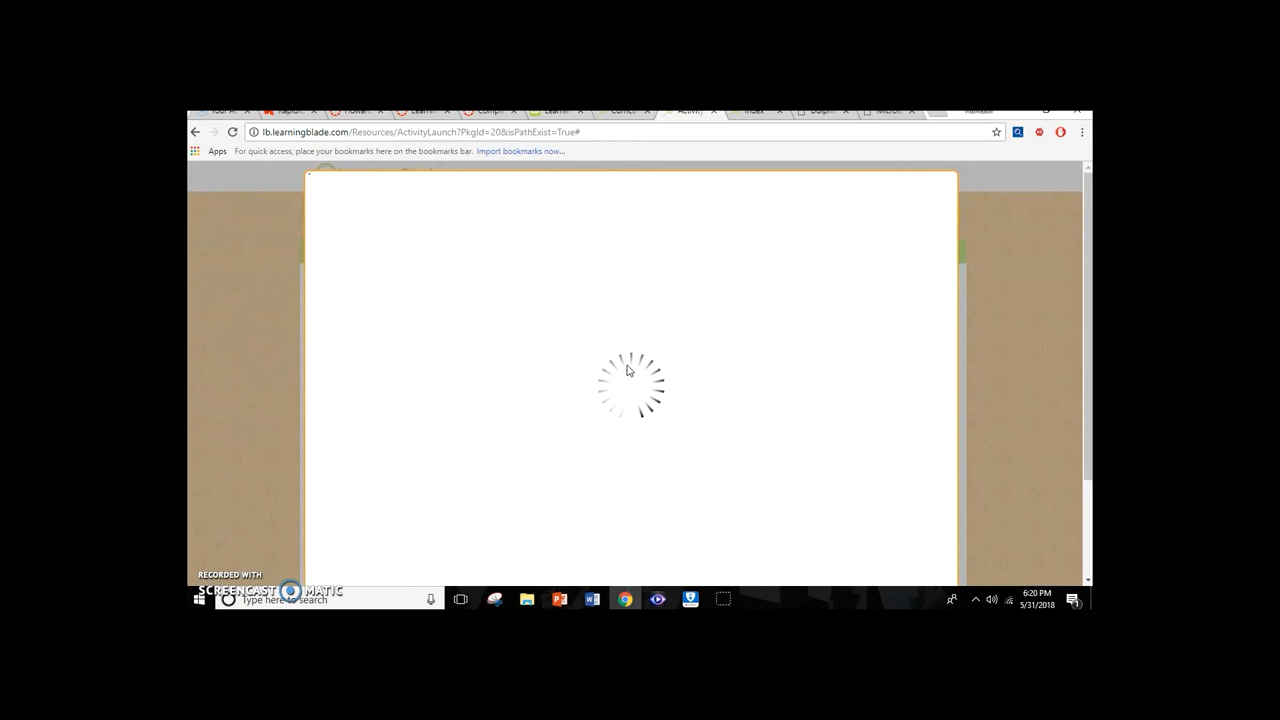 Learnin
Index
lb.learningblade.com/Resources/ActivityLaunch?PkgId=20&isPathExist=True#
Apps For quick access, place your bookmarks here on the bookmarks bar. Import bookmarks now...
RECORDED WITH
SCREENCAST MATIC
Type here to search
6:20 PM
5/31/2018